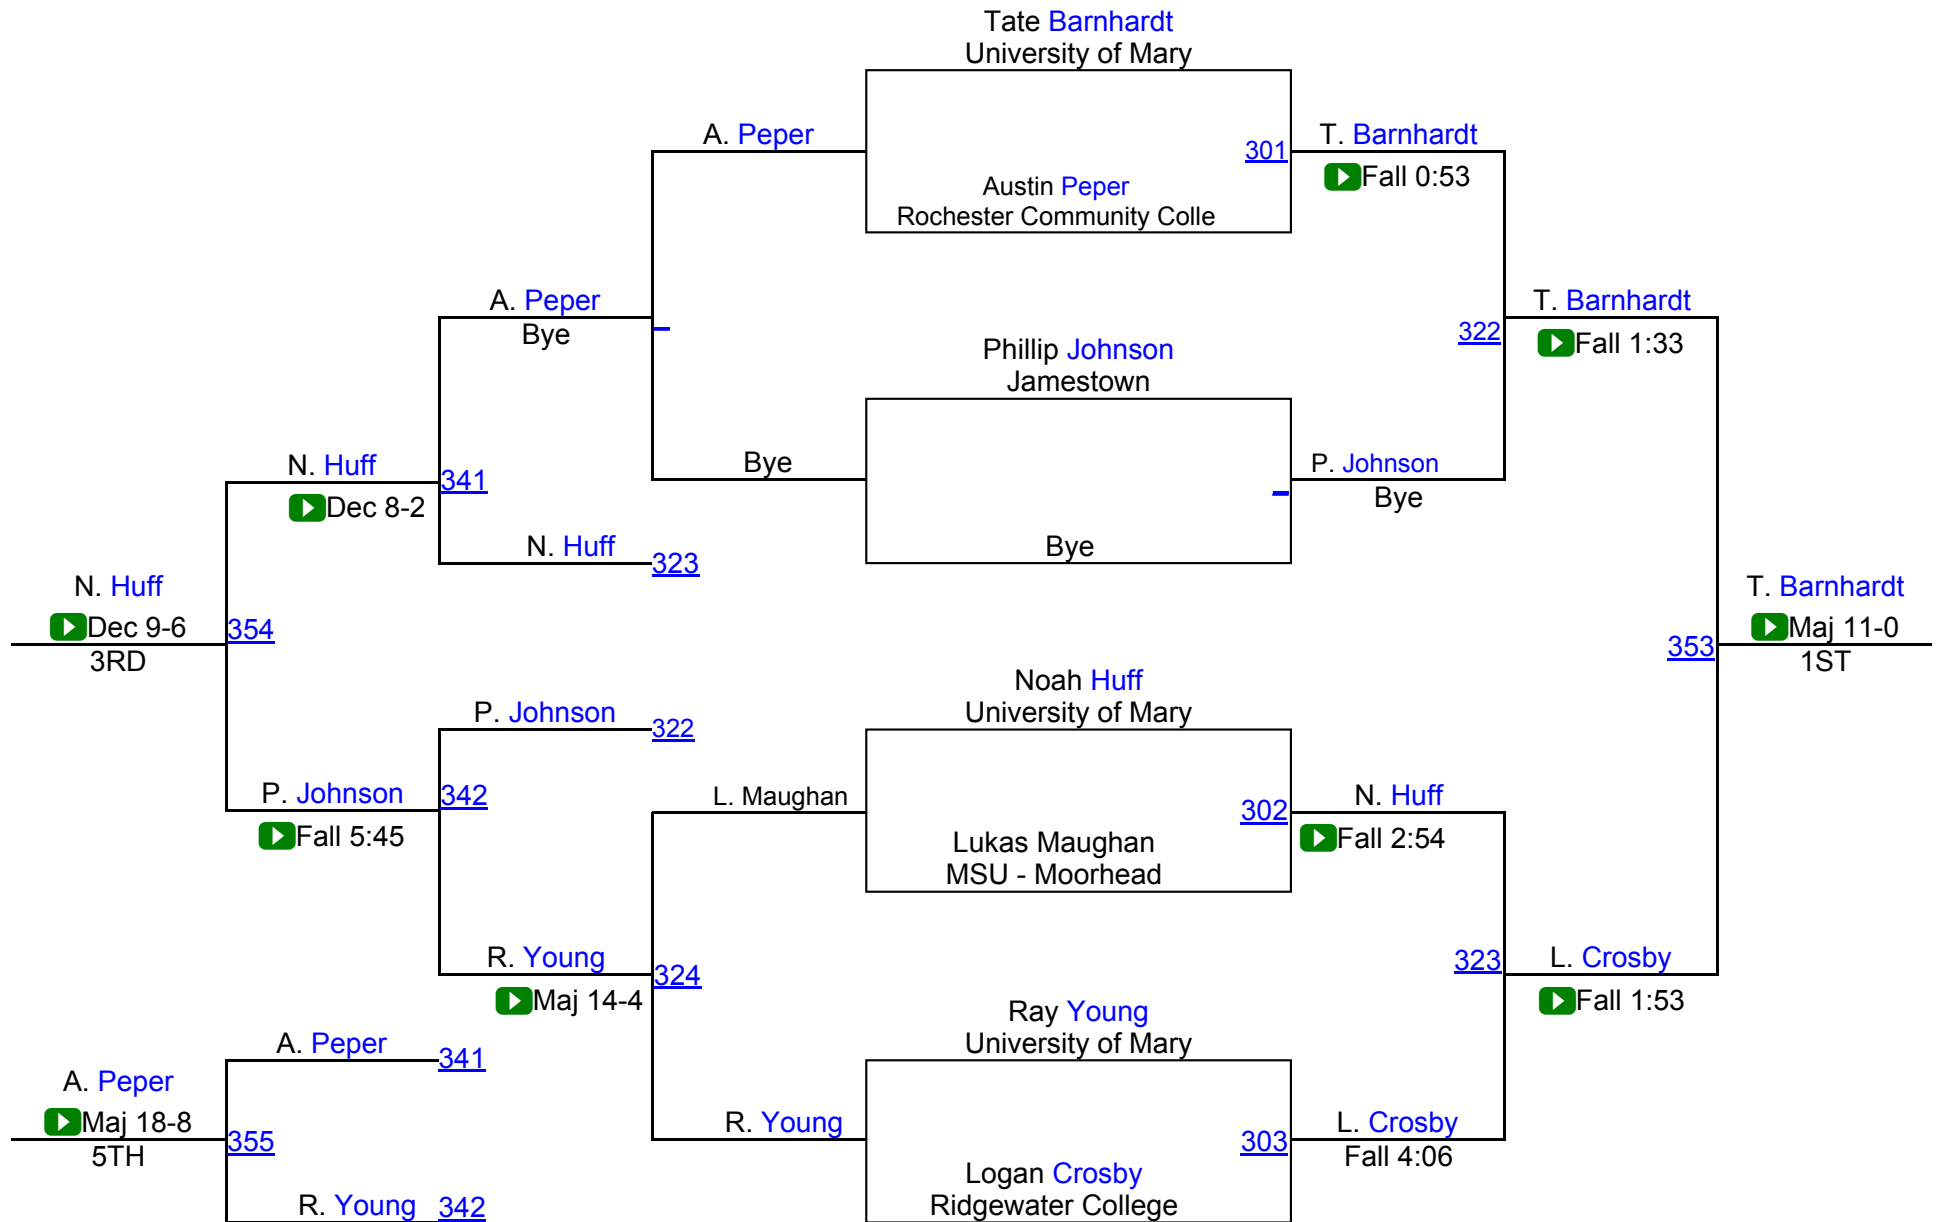 Tate Barnhardt
University of Mary
A. Peper
301
T. Barnhardt
Fall 0:53
Austin Peper
Rochester Community Colle
A. Peper
Bye
T. Barnhardt
322
Fall 1:33
Phillip Johnson
Jamestown
N. Huff
341
Dec 8-2
Bye
P. Johnson
Bye
Bye
N. Huff
323
N. Huff
Dec 9-6
354
3RD
T. Barnhardt
Maj 11-0
353
1ST
Noah Huff
University of Mary
P. Johnson
322
P. Johnson
342
Fall 5:45
L. Maughan
302
N. Huff
Fall 2:54
Lukas Maughan
MSU - Moorhead
R. Young
324
Maj 14-4
323
L. Crosby
Fall 1:53
Ray Young
University of Mary
A. Peper
341
A. Peper
Maj 18-8
355
5TH
R. Young
303
L. Crosby
Fall 4:06
Logan Crosby
Ridgewater College
R. Young 342